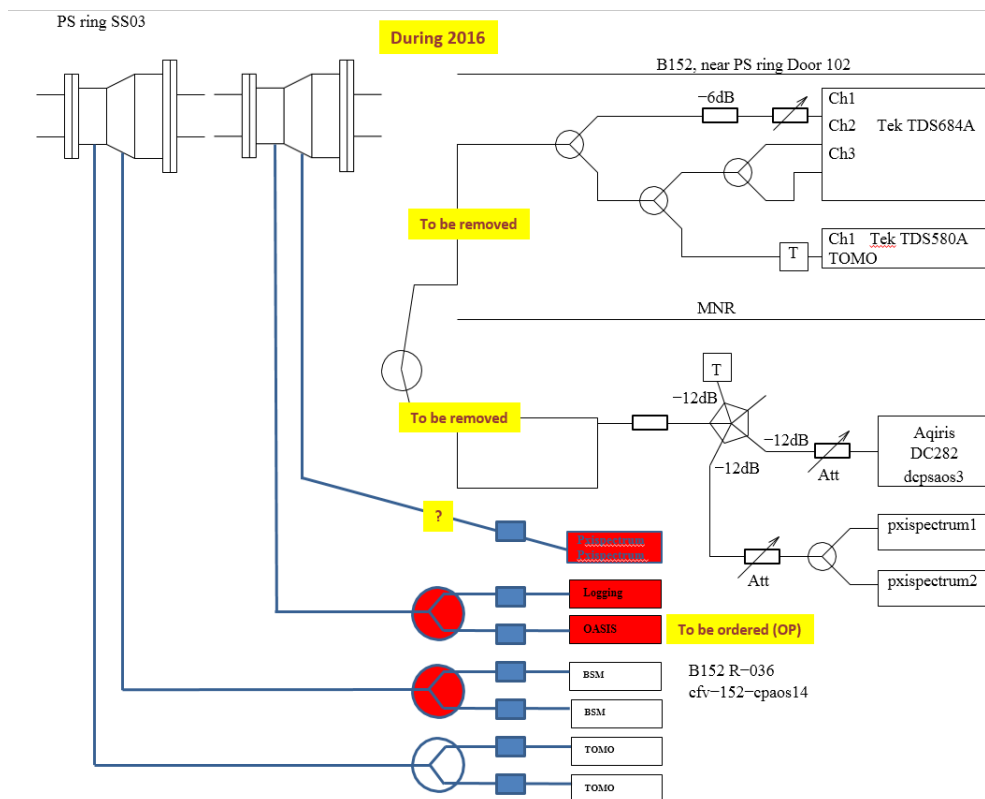 PS ring SS03
During 2016
B152, near PS ring Door 102
−6dB
Ch1
Ch2 Tek TDS684A
Ch3
To be removed
Ch1 Tek TDS580A
TOMO
T
MNR
T
−12dB
To be removed
−12dB
−12dB
Att
Aqiris
DC282
dcpsaos3
?
pxispectrum1
Att
pxispectrum2
Logging
OASIS
To be ordered (OP)
BSM
B152 R−036
cfv−152−cpaos14
BSM
TOMO
TOMO